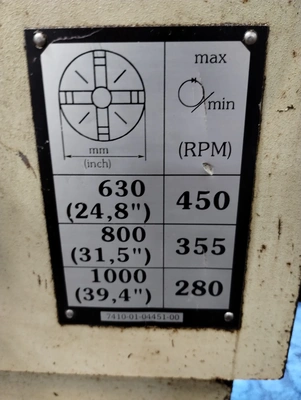 max
/min
mm
(inch)
(RPM)
630
(24,8")
450
800
(31,5")
355
1000
(39,4")
280
7410-01-04451-00